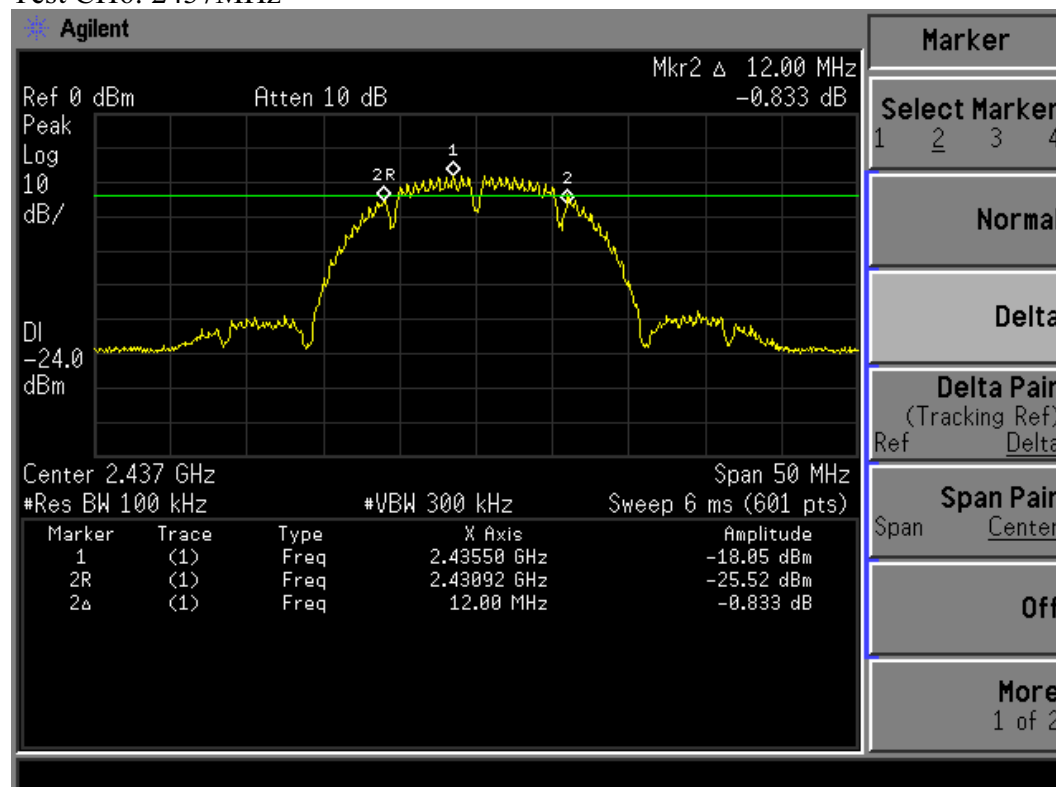 Test CH6: 2437MHz
Agilent
Mkr2 Δ 12.00 MHz
Ref 0 dBm Atten 10 dB -0.833 dB
Peak
Log
10
dB/
1
2R
2
DI
-24.0
dBm
Center 2.437 GHz Span 50 MHz
#Res BW 100 kHz #VBW 300 kHz Sweep 6 ms (601 pts)
Marker Trace Type X Axis Amplitude
1 (1) Freq 2.43550 GHz -18.05 dBm
2R (1) Freq 2.43092 GHz -25.52 dBm
2Δ (1) Freq 12.00 MHz -0.833 dB
Marker
Select Marker
1 2 3 4
Normal
Delta
Delta Pair
(Tracking Ref)
Ref Delta
Span Pair
Span Center
Off
More
1 of 2